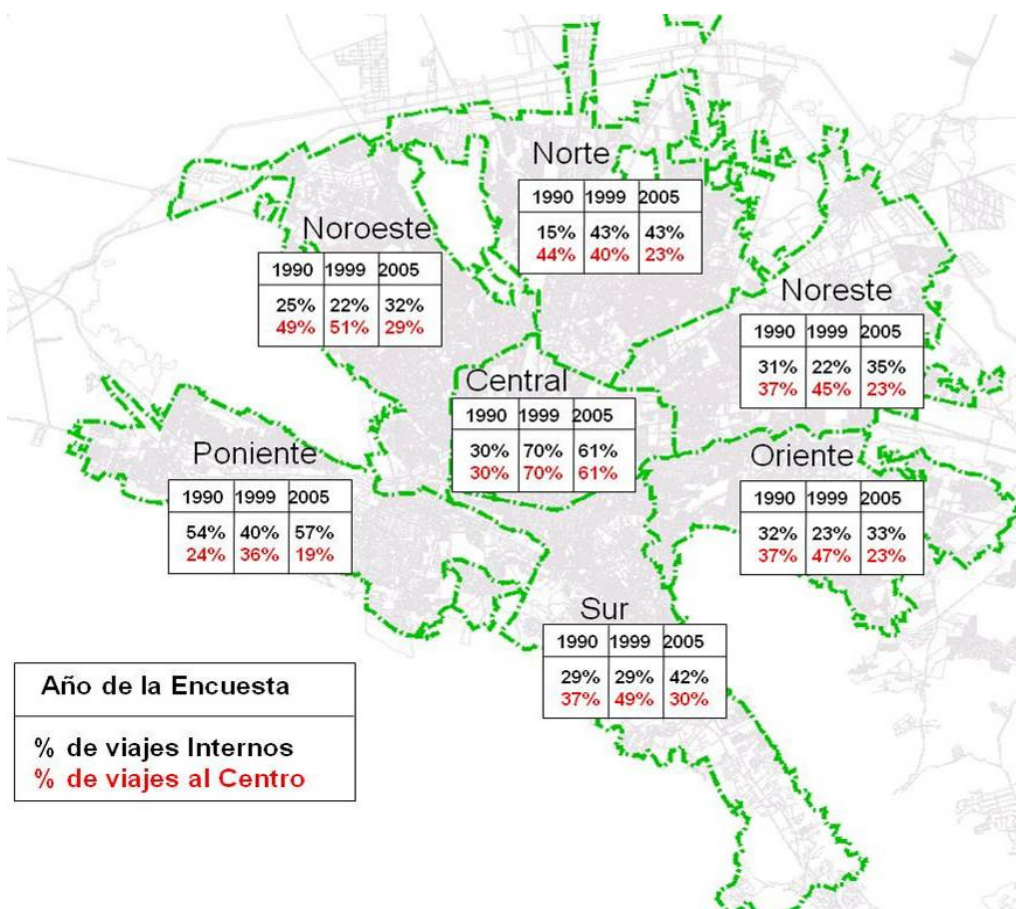 Norte
1990 1999 2005
15% 43% 43%
44% 40% 23%
Noroeste
1990 1999 2005
25% 22% 32%
49% 51% 29%
Noreste
1990 1999 2005
31% 22% 35%
37% 45% 23%
Central
1990 1999 2005
30% 70% 61%
30% 70% 61%
Poniente
1990 1999 2005
54% 40% 57%
24% 36% 19%
Oriente
1990 1999 2005
32% 23% 33%
37% 47% 23%
Sur
1990 1999 2005
29% 29% 42%
37% 49% 30%
Año de la Encuesta
% de viajes Internos
% de viajes al Centro